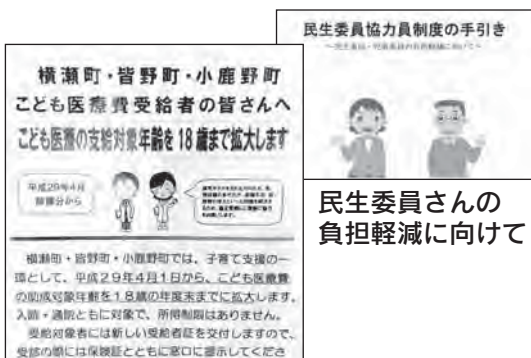 横瀬町・皆野町・小鹿野町
こども医療費受給者の皆さんへ
こども医療の支給対象年齢を18歳まで拡大します
平成29年4月
診療分から
横瀬町・皆野町・小鹿野町では、子育て支援の一
環として、平成29年4月1日から、こども医療費
の助成対象年齢を18歳の年度末までに拡大します。
入院・通院ともに対象で、所得制限はありません。
受給対象者には新しい受給者証を交付しますので、
受診の際には保険証とともに窓口に提示してくださ
民生委員協力員制度の手引き
民生委員さんの
負担軽減に向けて